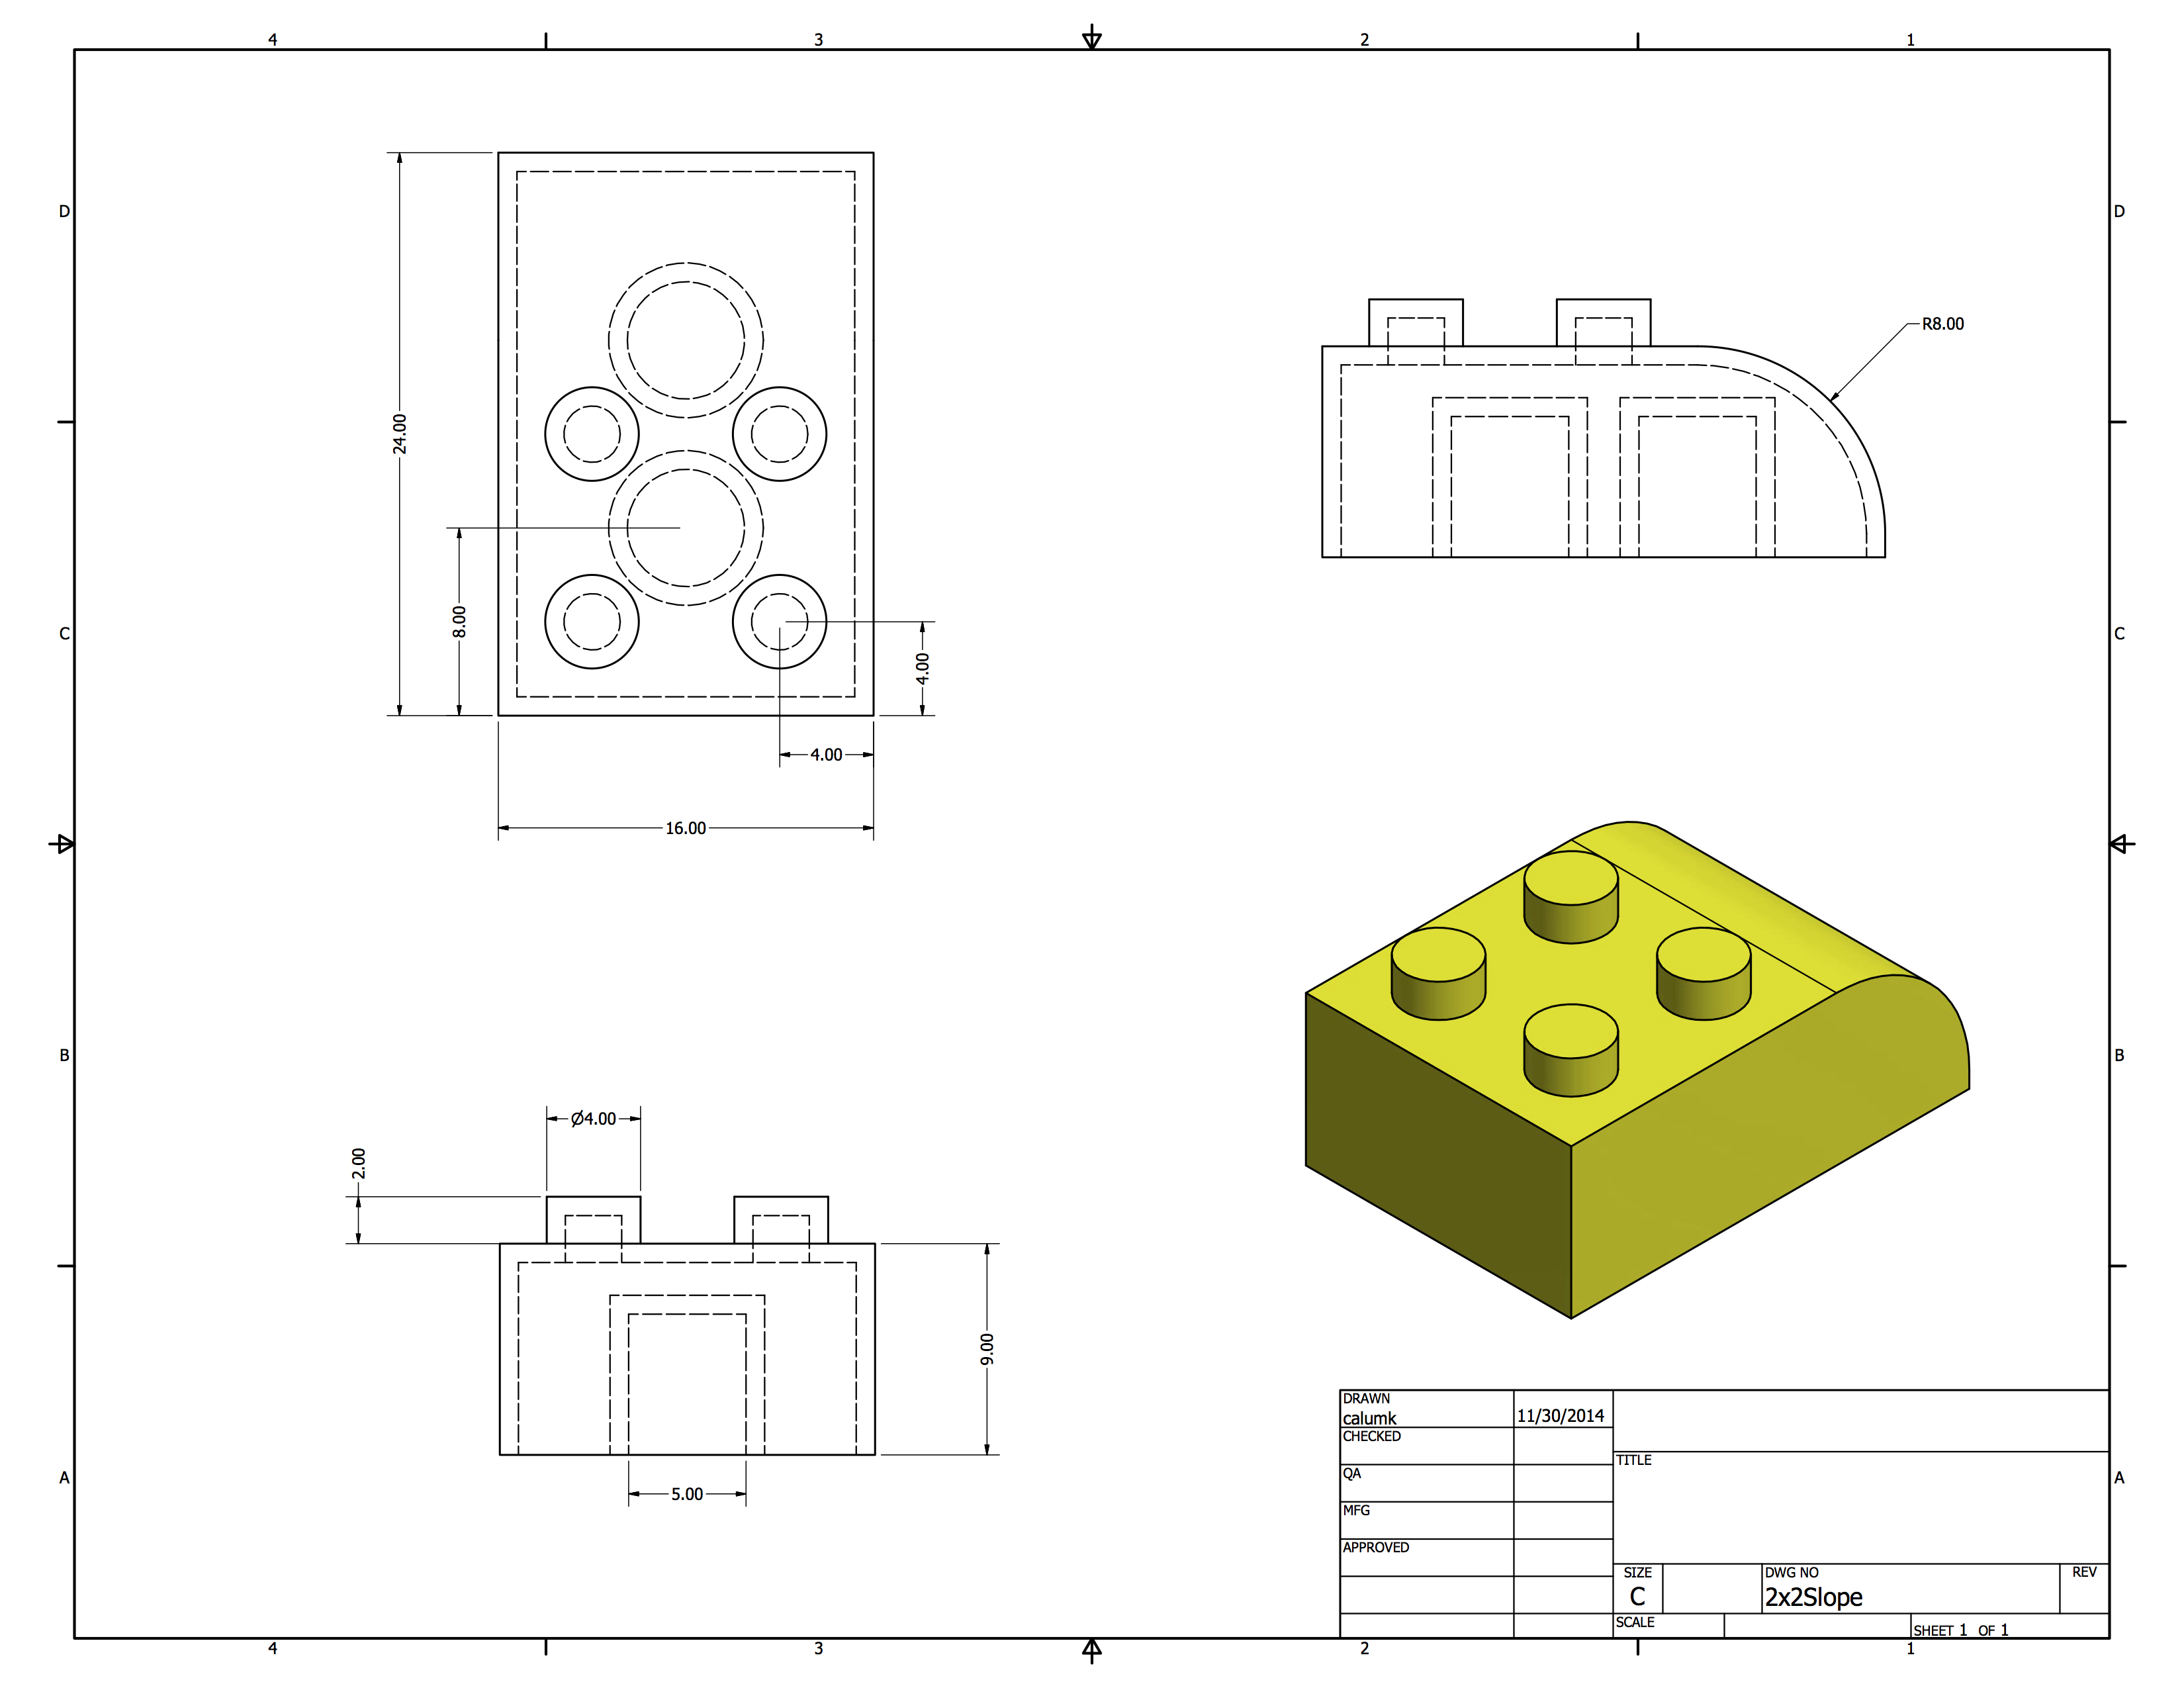 4 3 2 1
D D
24.00
8.00
4.00
4.00
16.00
R8.00
C C
B B
Ø4.00
2.00
9.00
5.00
A A
DRAWN
calumk 11/30/2014
CHECKED
QA
MFG
APPROVED
TITLE
SIZE
C
DWG NO
2x2Slope
REV
SCALE
SHEET 1 OF 1
4 3 2 1